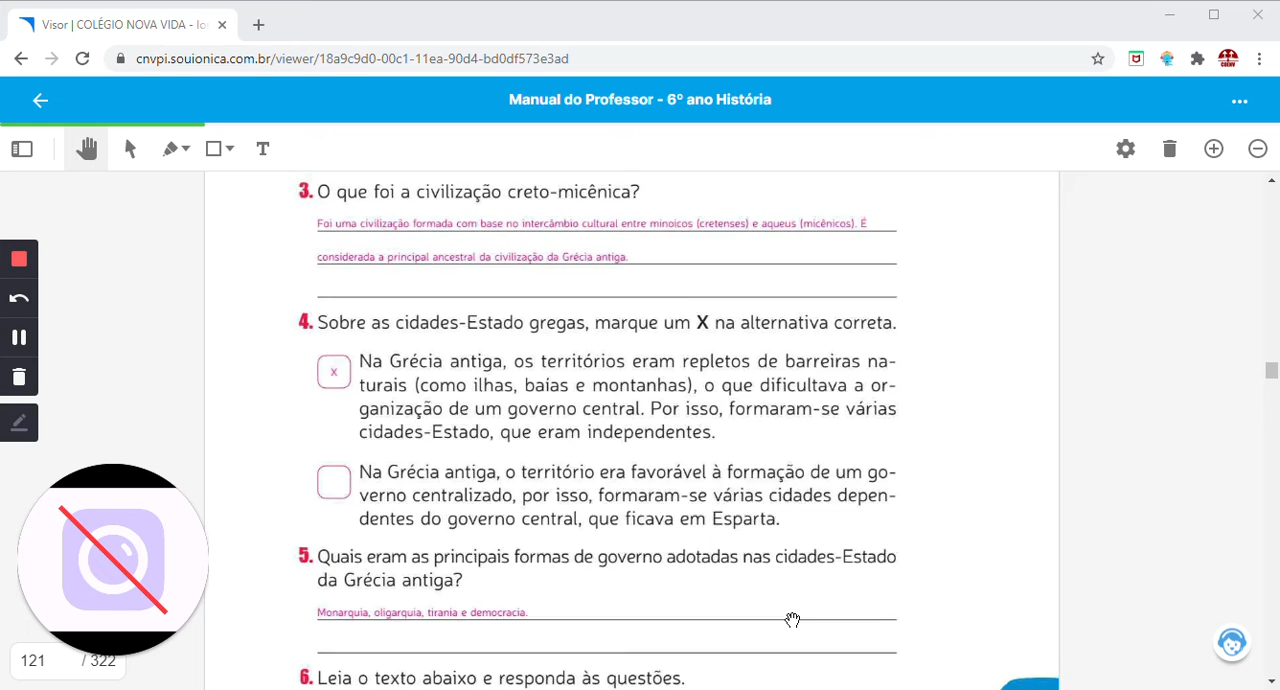 Visor | COLÉGIO NOVA VIDA - Io
cnvpi.souionica.com.br/viewer/18a9c9d0-00c1-11ea-90d4-bd0df573e3ad
Manual do Professor - 6º ano História
T
3. O que foi a civilização creto-micênica?
Foi uma civilização formada com base no intercâmbio cultural entre minoicos (cretenses) e aqueus (micênicos). É
considerada a principal ancestral da civilização da Grécia antiga.
4. Sobre as cidades-Estado gregas, marque um X na alternativa correta.
x
Na Grécia antiga, os territórios eram repletos de barreiras na-
turais (como ilhas, baías e montanhas), o que dificultava a or-
ganização de um governo central. Por isso, formaram-se várias
cidades-Estado, que eram independentes.
Na Grécia antiga, o território era favorável à formação de um go-
verno centralizado, por isso, formaram-se várias cidades depen-
dentes do governo central, que ficava em Esparta.
5. Quais eram as principais formas de governo adotadas nas cidades-Estado
da Grécia antiga?
Monarquia, oligarquia, tirania e democracia.
121 / 322
6. Leia o texto abaixo e responda às questões.